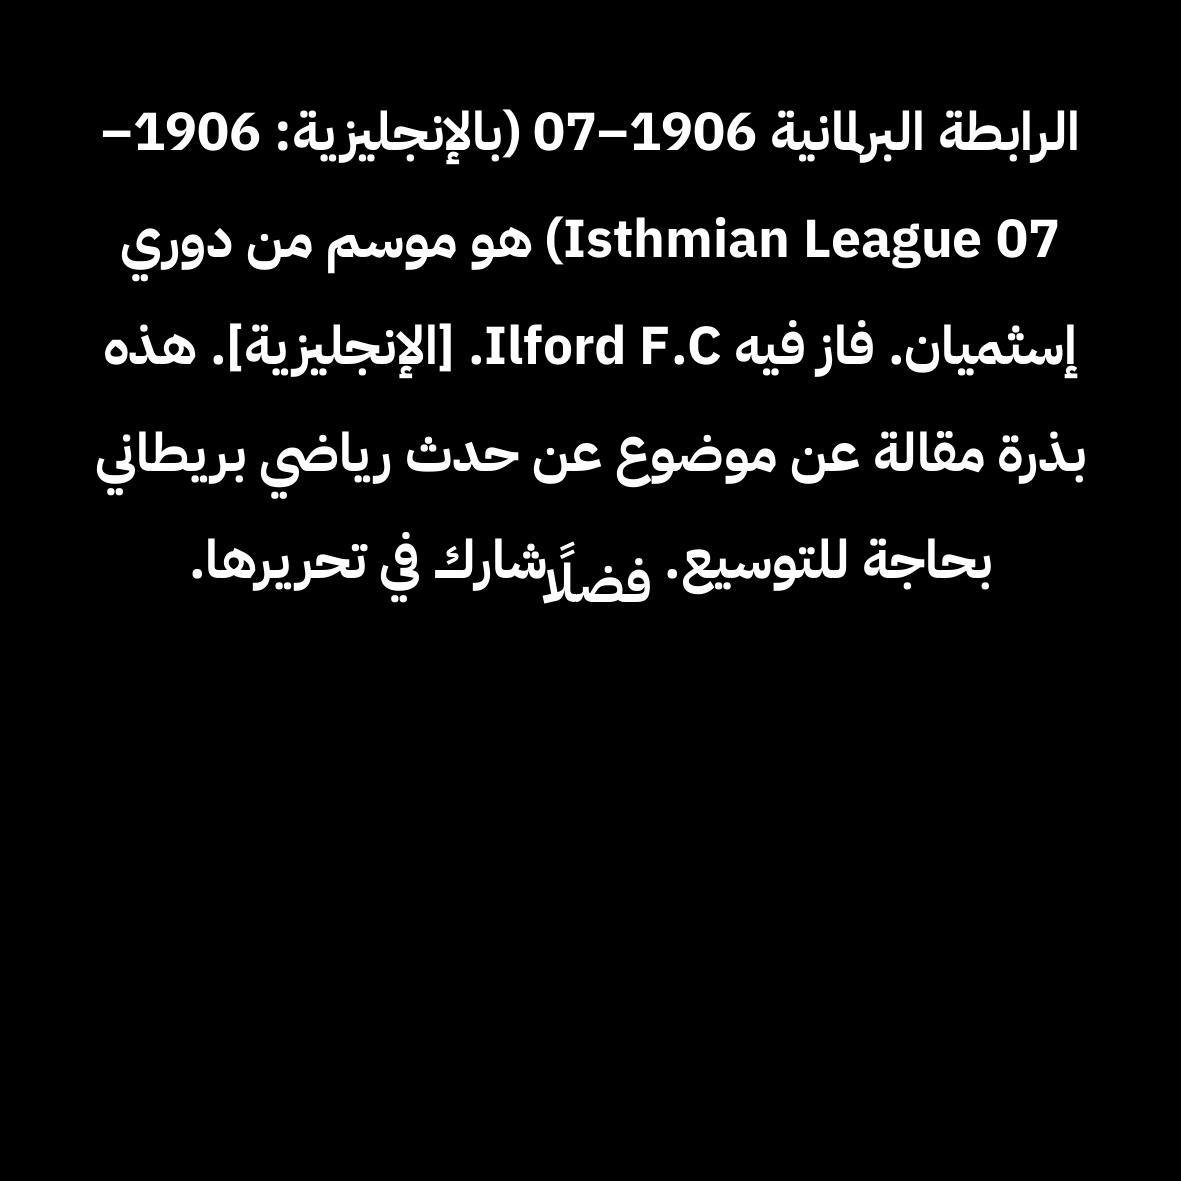 الرابطة البرلمانية 1906–07 (بالإنجليزية: 1906–
07 Isthmian League) هو موسم من دوري
إسثميان. فاز فيه Ilford F.C. [الإنجليزية]. هذه
بذرة مقالة عن موضوع عن حدث رياضي بريطاني
بحاجة للتوسيع. فضلًا شارك في تحريرها.